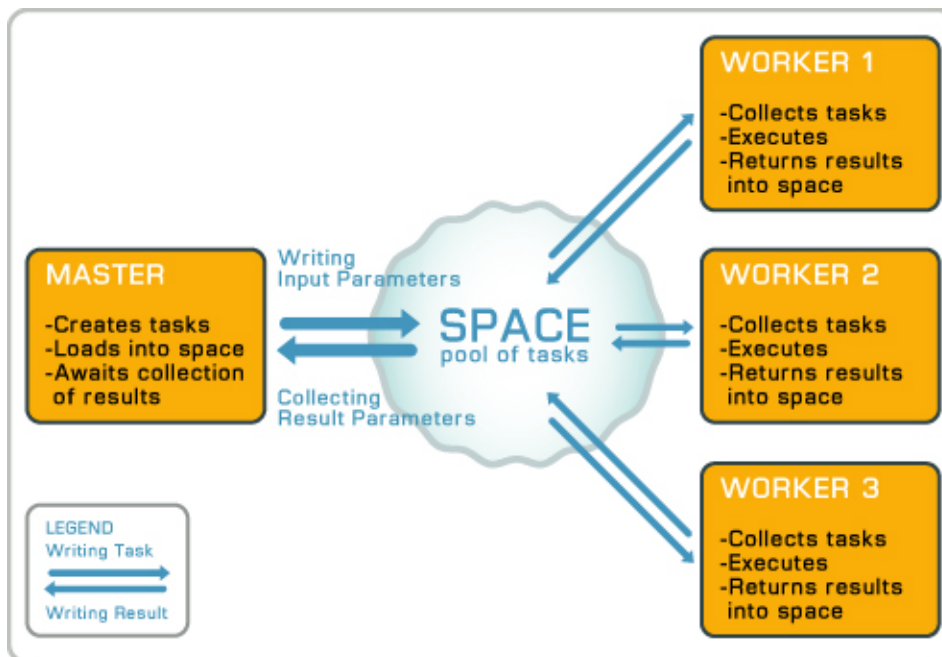 MASTER
-Creates tasks
-Loads into space
-Awaits collection
of results
Writing
Input Parameters
Collecting
Result Parameters
SPACE
pool of tasks
WORKER 1
-Collects tasks
-Executes
-Returns results
into space
WORKER 2
-Collects tasks
-Executes
-Returns results
into space
WORKER 3
-Collects tasks
-Executes
-Returns results
into space
LEGEND
Writing Task
Writing Result